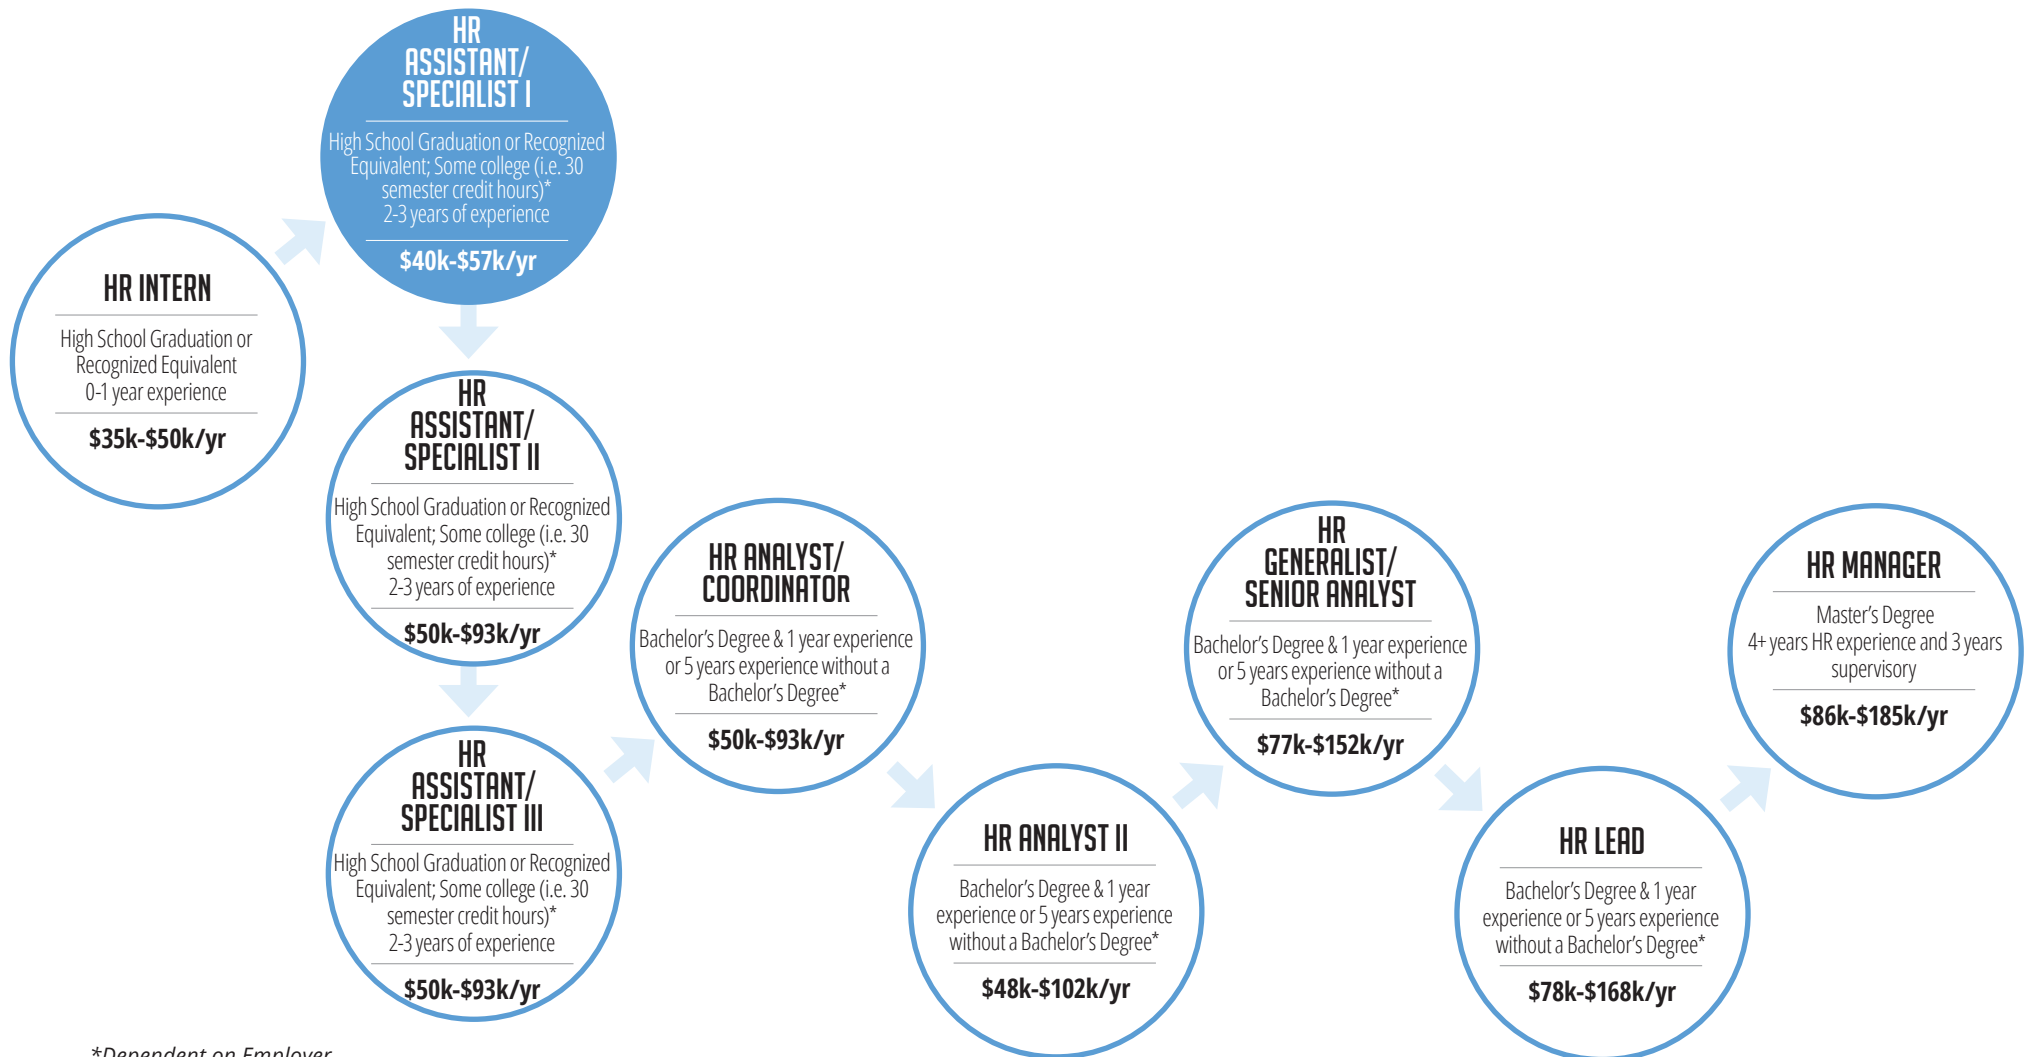 HR
ASSISTANT/
SPECIALIST I
High School Graduation or Recognized
Equivalent; Some college (i.e. 30
semester credit hours)*
2-3 years of experience
$40k-$57k/yr
HR INTERN
High School Graduation or
Recognized Equivalent
0-1 year experience
$35k-$50k/yr
HR
ASSISTANT/
SPECIALIST II
High School Graduation or Recognized
Equivalent; Some college (i.e. 30
semester credit hours)*
2-3 years of experience
$50k-$93k/yr
HR
ASSISTANT/
SPECIALIST III
High School Graduation or Recognized
Equivalent; Some college (i.e. 30
semester credit hours)*
2-3 years of experience
$50k-$93k/yr
HR ANALYST/
COORDINATOR
Bachelor's Degree & 1 year experience
or 5 years experience without a
Bachelor's Degree*
$50k-$93k/yr
HR ANALYST II
Bachelor's Degree & 1 year
experience or 5 years experience
without a Bachelor's Degree*
$48k-$102k/yr
HR
GENERALIST/
SENIOR ANALYST
Bachelor's Degree & 1 year experience
or 5 years experience without a
Bachelor's Degree*
$77k-$152k/yr
HR LEAD
Bachelor's Degree & 1 year
experience or 5 years experience
without a Bachelor's Degree*
$78k-$168k/yr
HR MANAGER
Master's Degree
4+ years HR experience and 3 years
supervisory
$86k-$185k/yr
*Dependent on Employer